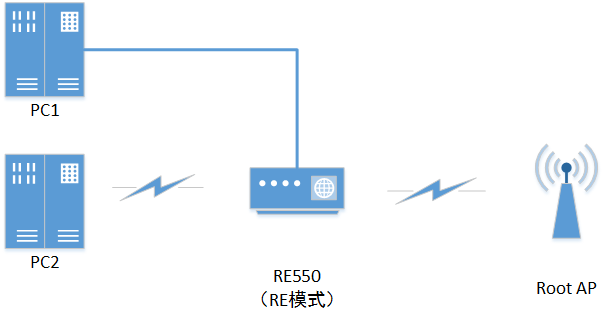 PC1
PC2
RE550
（RE模式）
Root AP